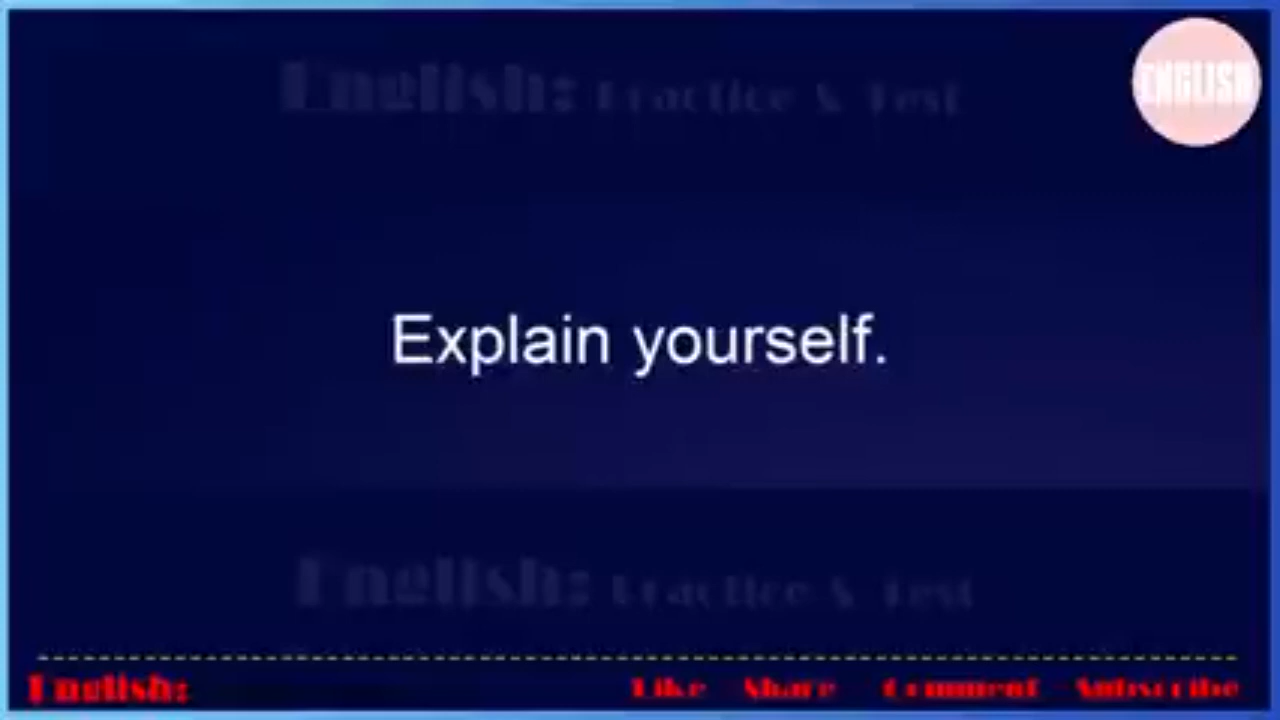 English: Practice & Test
ENGLISH
Explain yourself.
English: Practice & Test
English:
Like Share Comment Subscribe